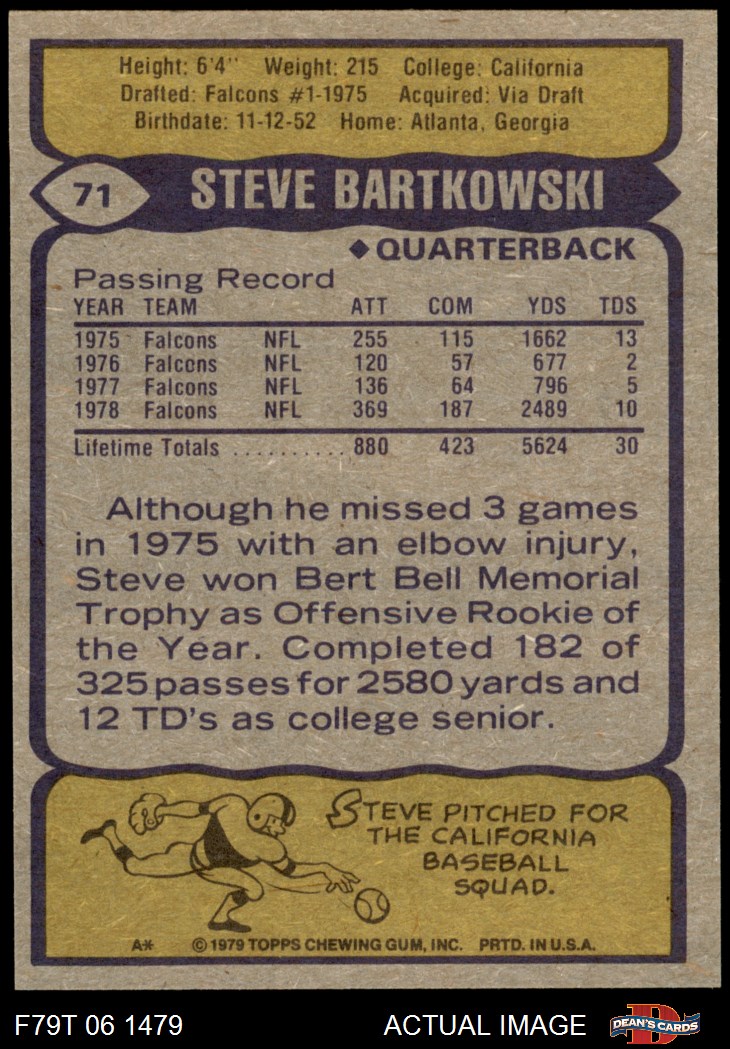 Height: 6'4" Weight: 215 College: California
Drafted: Falcons #1-1975 Acquired: Via Draft
Birthdate: 11-12-52 Home: Atlanta, Georgia
71 STEVE BARTKOWSKI
◆QUARTERBACK
Passing Record
YEAR TEAM ATT COM YDS TDS
1975 Falcons NFL 255 115 1662 13
1976 Falcons NFL 120 57 677 2
1977 Falcons NFL 136 64 796 5
1978 Falcons NFL 369 187 2489 10
Lifetime Totals .......... 880 423 5624 30
Although he missed 3 games
in 1975 with an elbow injury,
Steve won Bert Bell Memorial
Trophy as Offensive Rookie of
the Year. Completed 182 of
325 passes for 2580 yards and
12 TD's as college senior.
STEVE PITCHED FOR
THE CALIFORNIA
BASEBALL
SQUAD.
A* ©1979 TOPPS CHEWING GUM, INC. PRTD. IN U.S.A.
F79T 06 1479 ACTUAL IMAGE D DEAN'S CARDS